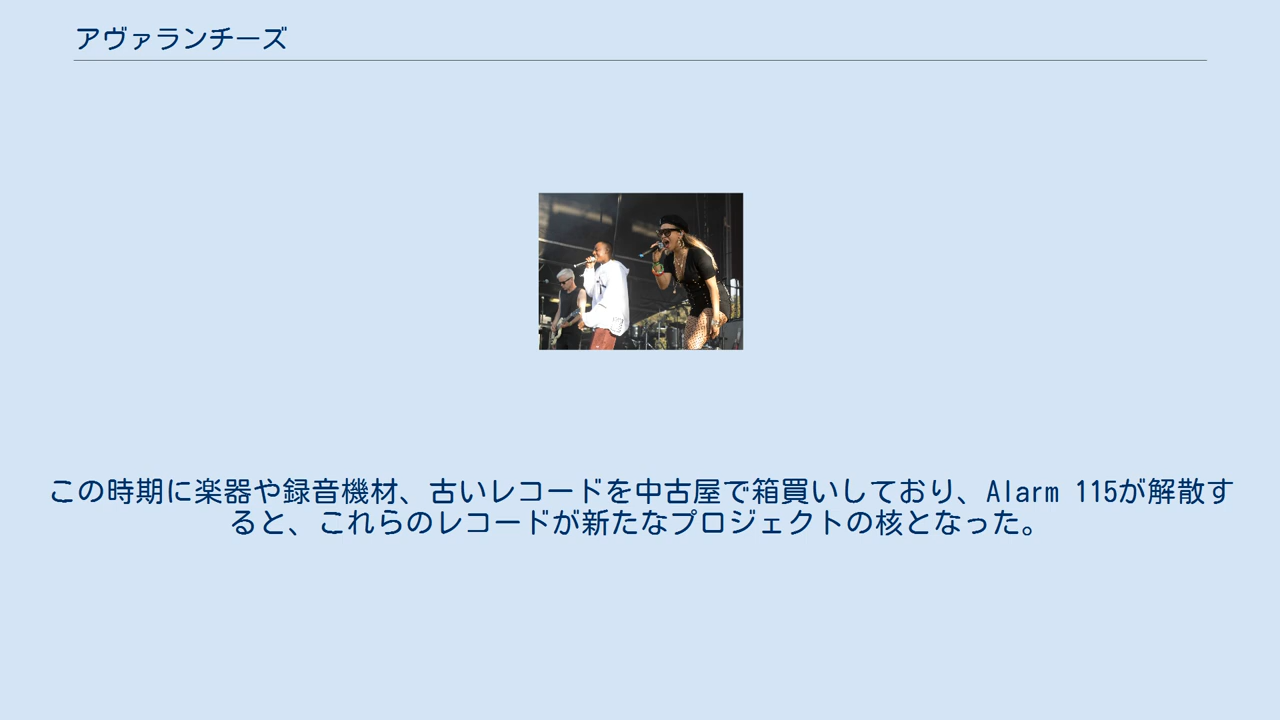 アヴァランチーズ
この時期に楽器や録音機材、古いレコードを中古屋で箱買いしており、Alarm 115が解散す
ると、これらのレコードが新たなプロジェクトの核となった。